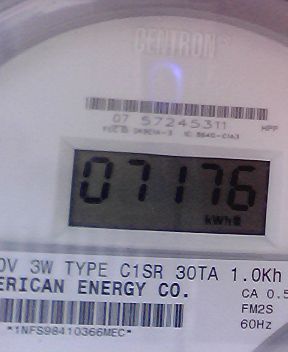 CENTRON®
07 57245311
HPP
07176
kWh
0V 3W TYPE C1SR 30TA 1.0Kh
ERICAN ENERGY CO.
CA 0.5
FM2S
60Hz
*1NFS98410366MEC*